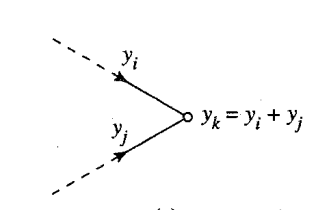 y_i
y_j
y_k = y_i + y_j